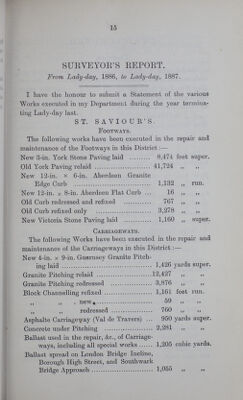 15
SURVEYOR'S REPORT.
From Lady-day, 1886, to Lady-day, 1887.
I have the honour to submit a Statement of the various
Works executed in my Department during the year termina-
ting Lady-day last.
ST. SAVIOUR'S.
FOOTWAYS.
The following works have been executed in the repair and
maintenance of the Footways in this District :—
New 3-in. York Stone Paving laid ........ 8,474 feet super.
Old York Paving relaid .................. 41,724 „ „
New 12-in. × 6-in. Aberdeen Granite
Edge Curb .................. 1,132 „ run.
New 12-in. × 8-in. Aberdeen Flat Curb ... 16 „ „
Old Curb redressed and refixed ........ 767 „ „
Old Curb refixed only .................. 3,278 „ „
New Victoria Stone Paving laid ........ 1,160 „ super.
CARRIAGEWAYS.
The following Works have been executed in the repair and
maintenance of the Carriageways in this District :—
New 4-in. × 9-in. Guernsey Granite Pitch-
ing laid .................. 1,426 yards super.
Granite Pitching relaid .................. 12,427 „ „
Granite Pitching redressed .............. 3,876 „ „
Block Channelling refixed .............. 1,161 feet run.
„ „ new .................. 59 „ „
„ „ redressed .............. 760 „ „
Asphalte Carriageway (Val de Travers) ... 950 yards super.
Concrete under Pitching .............. 2,281 „ „
Ballast used in the repair, &c., of Carriage-
ways, including all special works ..... 1,205 cubic yards.
Ballast spread on London Bridge Incline,
Borough High Street, and Southwark
Bridge Approach .................. 1,055 „ „